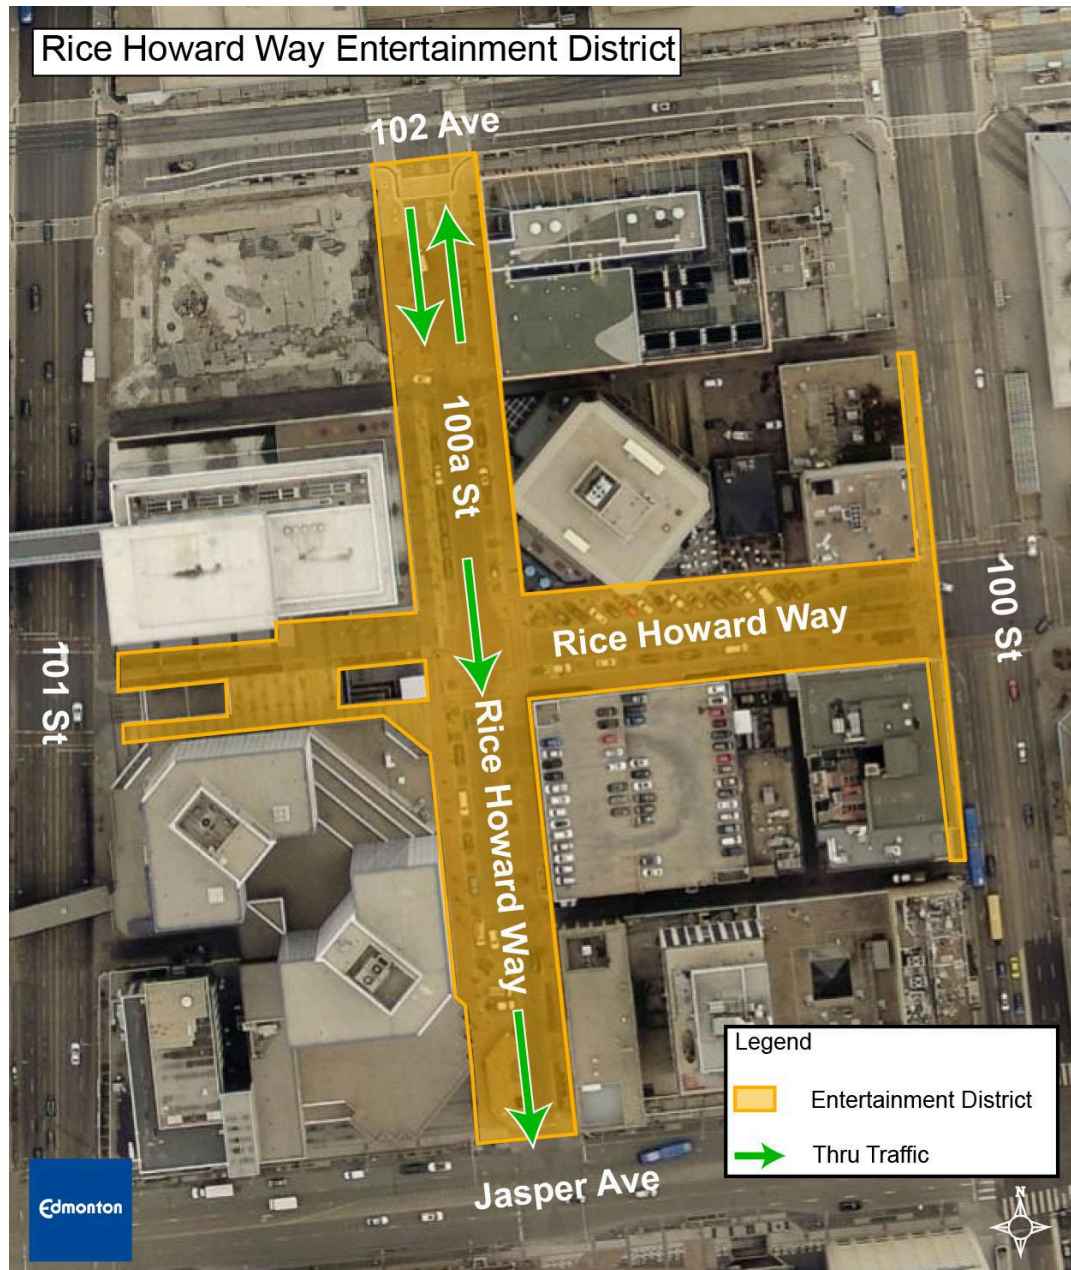 Rice Howard Way Entertainment District
102 Ave
100a St
Rice Howard Way
100 St
101 St
Rice Howard Way
Legend
Entertainment District
Thru Traffic
Jasper Ave
Edmonton
N